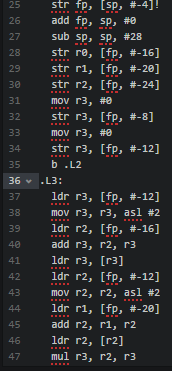 25 str fp, [sp, #-4]!
26 add fp, sp, #0
27 sub sp, sp, #28
28 str r0, [fp, #-16]
29 str r1, [fp, #-20]
30 str r2, [fp, #-24]
31 mov r3, #0
32 str r3, [fp, #-8]
33 mov r3, #0
34 str r3, [fp, #-12]
35 b .L2
36 .L3:
37 ldr r3, [fp, #-12]
38 mov r3, r3, asl #2
39 ldr r2, [fp, #-16]
40 add r3, r2, r3
41 ldr r3, [r3]
42 ldr r2, [fp, #-12]
43 mov r2, r2, asl #2
44 ldr r1, [fp, #-20]
45 add r2, r1, r2
46 ldr r2, [r2]
47 mul r3, r2, r3